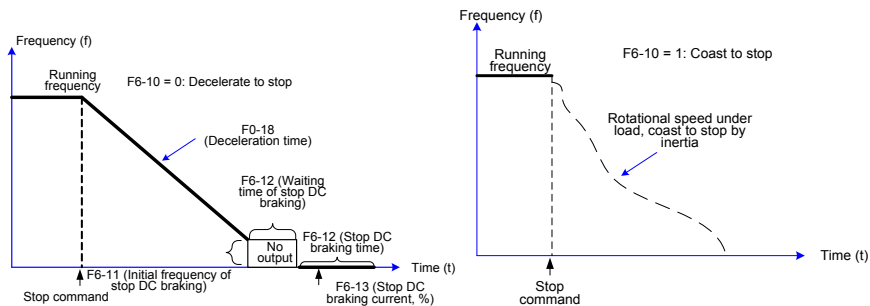 Frequency (f)
Running
frequency
F6-10 = 0: Decelerate to stop
F0-18
(Deceleration time)
F6-12 (Waiting
time of stop DC
braking)
No
output
F6-12 (Stop DC
braking time)
Time (t)
F6-11 (Initial frequency of
stop DC braking)
Stop command
F6-13 (Stop DC
braking current, %)
Frequency (f)
Running
frequency
F6-10 = 1: Coast to stop
Rotational speed under
load, coast to stop by
inertia
Time (t)
Stop
command